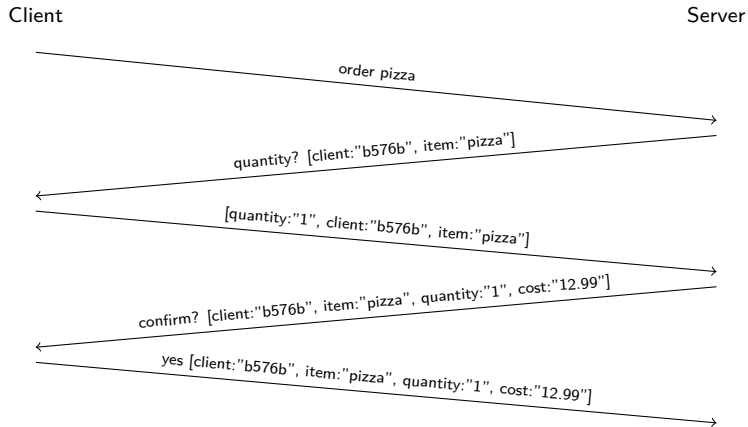 Client
Server
order pizza
quantity? [client:"b576b", item:"pizza"]
[quantity:"1", client:"b576b", item:"pizza"]
confirm? [client:"b576b", item:"pizza", quantity:"1", cost:"12.99"]
yes [client:"b576b", item:"pizza", quantity:"1", cost:"12.99"]